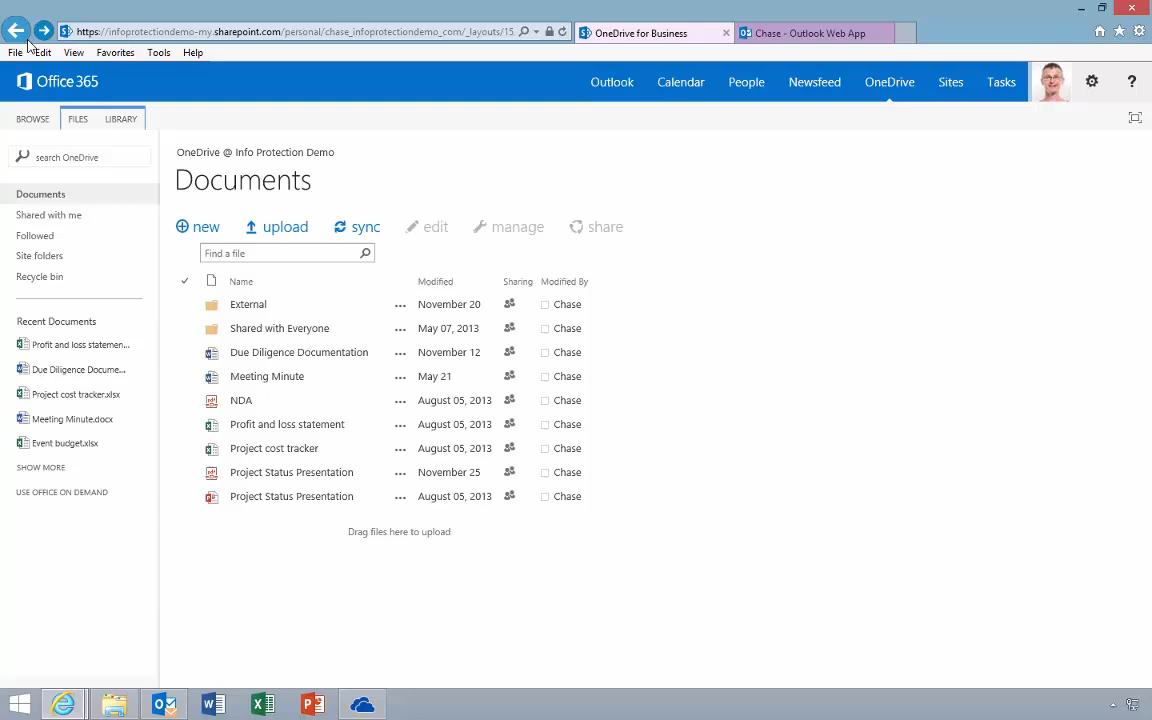 https://infoprotectiondemo-my.sharepoint.com/personal/chase_infoprotectiondemo_com/_layouts/15
OneDrive for Business
Chase - Outlook Web App
File Edit View Favorites Tools Help
Office 365
Outlook Calendar People Newsfeed OneDrive Sites Tasks ?
BROWSE FILES LIBRARY
search OneDrive
Documents
Shared with me
Followed
Site folders
Recycle bin
Recent Documents
Profit and loss statemen...
Due Diligence Docume...
Project cost tracker.xlsx
Meeting Minute.docx
Event budget.xlsx
SHOW MORE
USE OFFICE ON DEMAND
OneDrive @ Info Protection Demo
Documents
new upload sync edit manage share
Find a file
Name Modified Sharing Modified By
External ... November 20 Chase
Shared with Everyone ... May 07, 2013 Chase
Due Diligence Documentation ... November 12 Chase
Meeting Minute ... May 21 Chase
NDA ... August 05, 2013 Chase
Profit and loss statement ... August 05, 2013 Chase
Project cost tracker ... August 05, 2013 Chase
Project Status Presentation ... November 25 Chase
Project Status Presentation ... August 05, 2013 Chase
Drag files here to upload